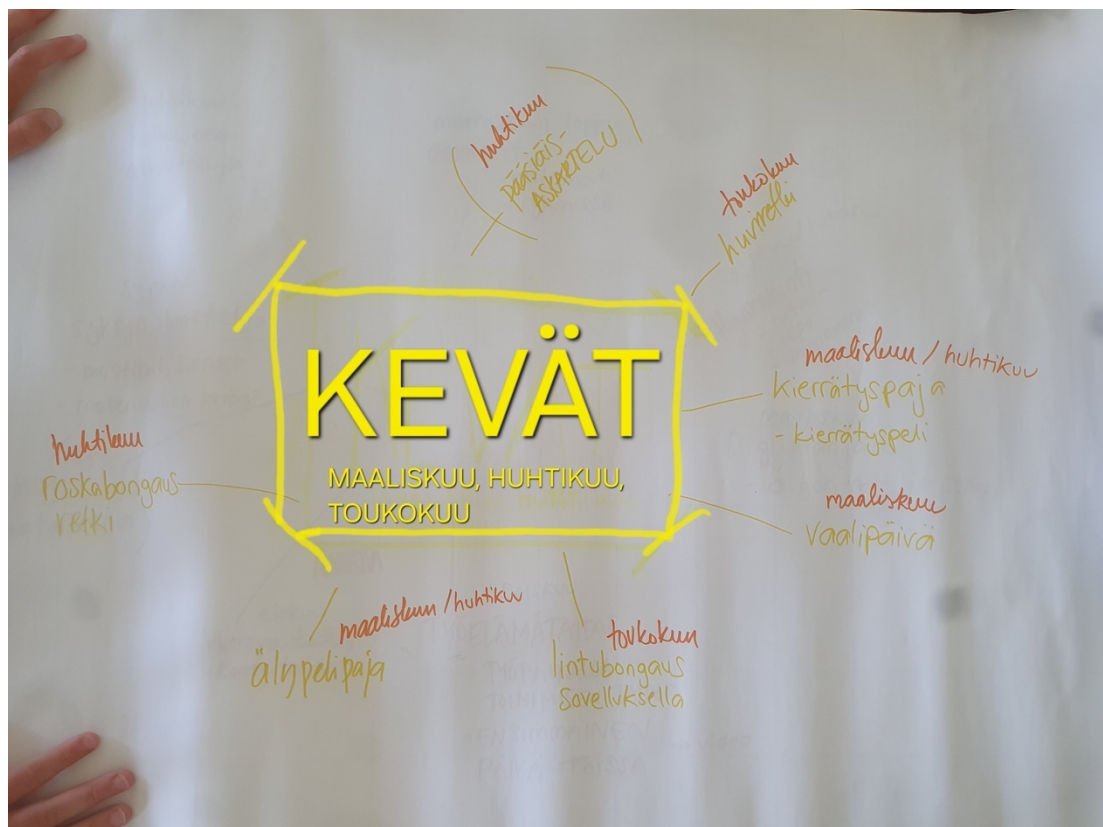 huhtikuu
pääsiäis-
ASKARTELU
toukokuu
huviretki
KEVÄT
MAALISKUU, HUHTIKUU,
TOUKOKUU
maaliskuu / huhtikuu
kierrätyspaja
- kierrätyspeli
huhtikuu
roskabongaus
retki
maaliskuu
vaalipäivä
maaliskuu / huhtikuu
älypelipaja
toukokuu
lintubongaus
sovelluksella